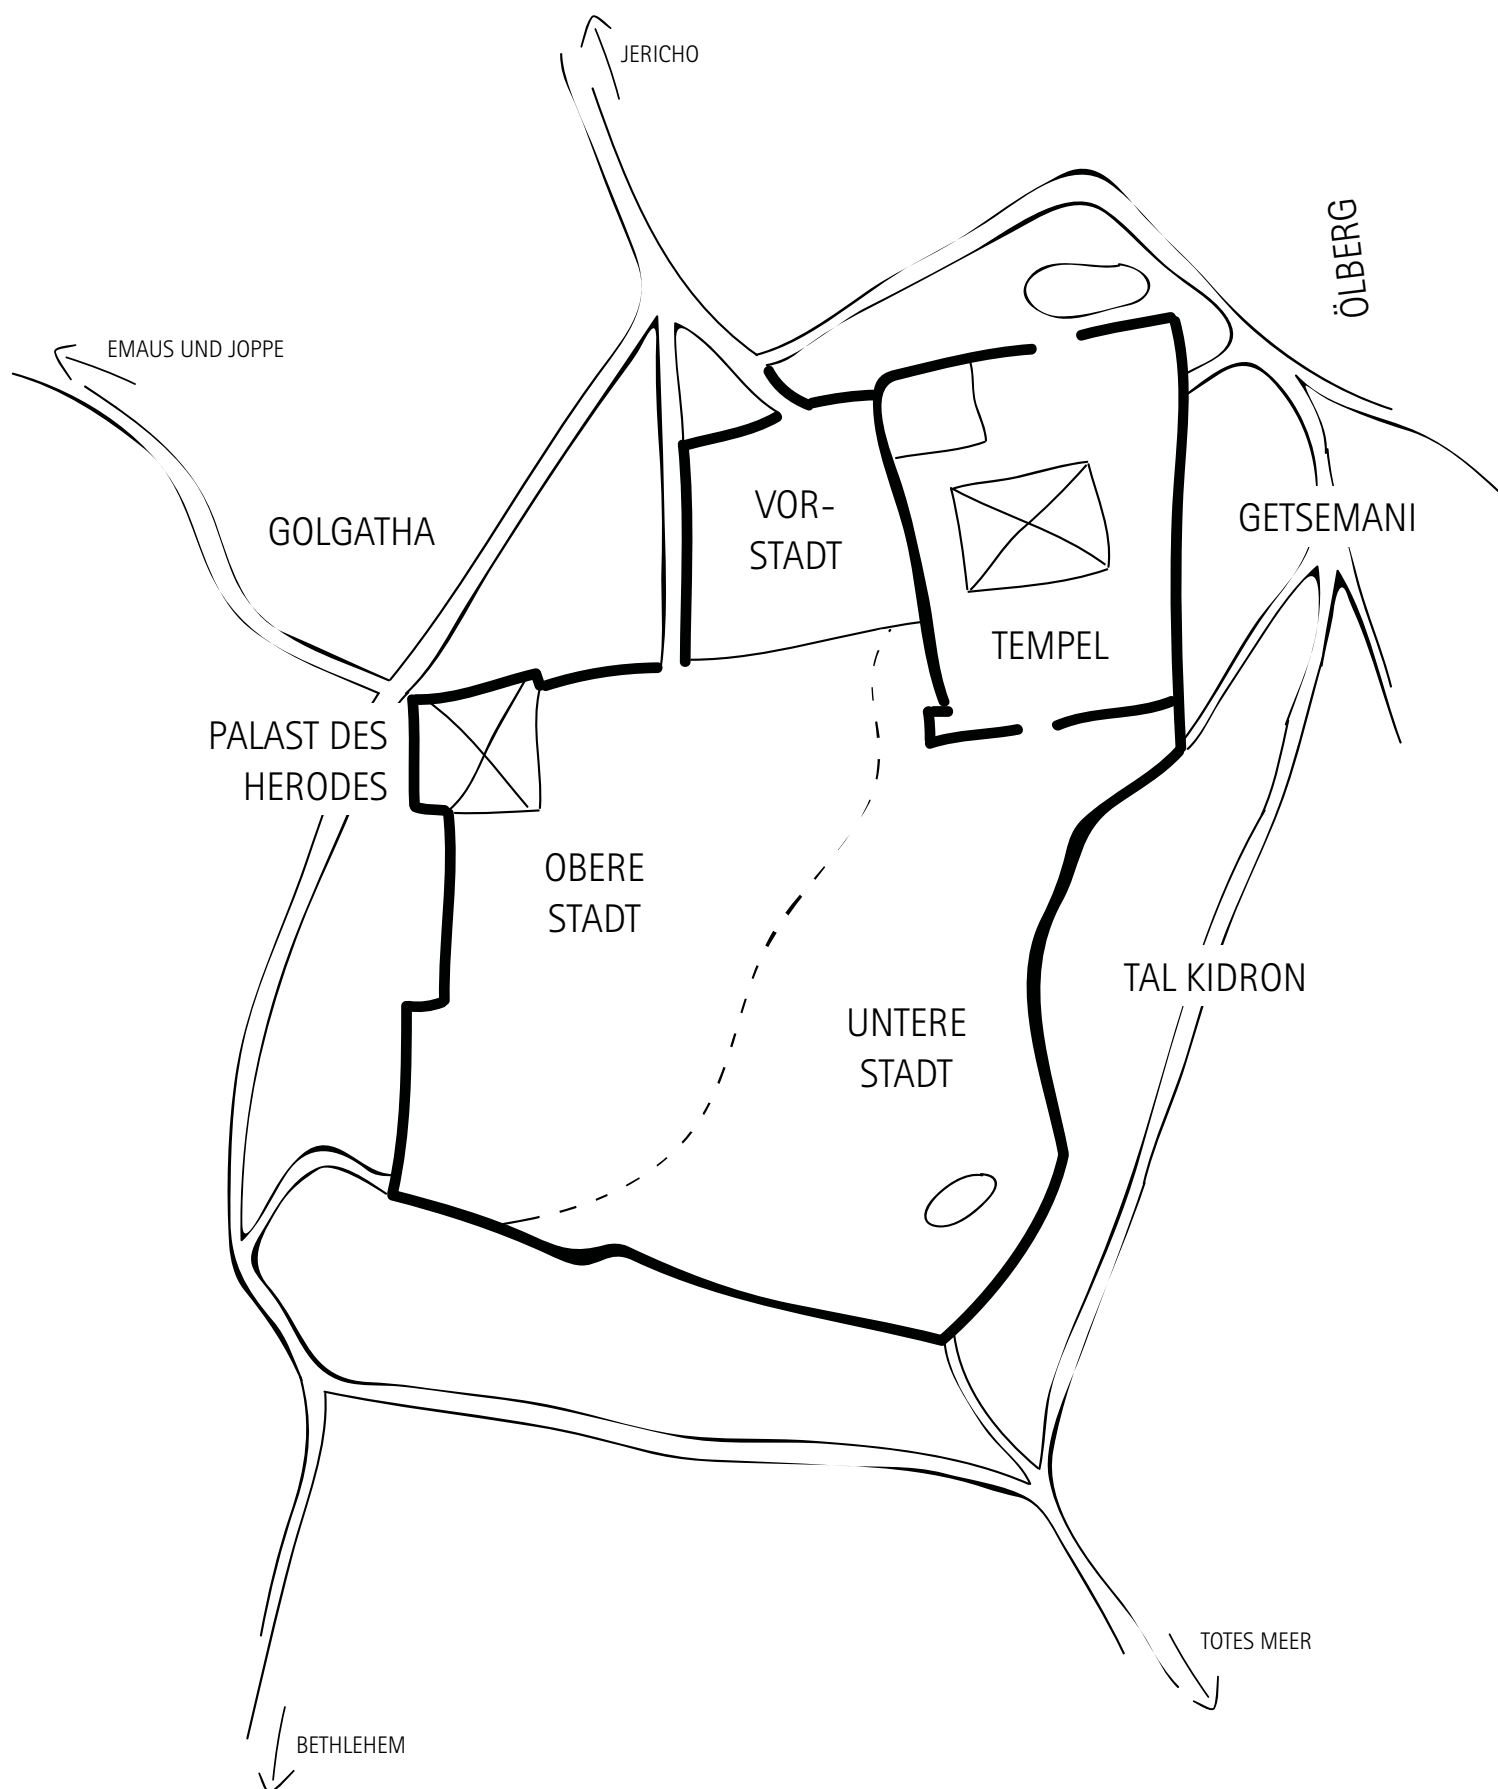 JERICHO
ÖLBERG
EMAUS UND JOPPE
GOLGATHA
VOR-
STADT
GETSEMANI
TEMPEL
PALAST DES
HERODES
OBERE
STADT
TAL KIDRON
UNTERE
STADT
TOTES MEER
BETHLEHEM